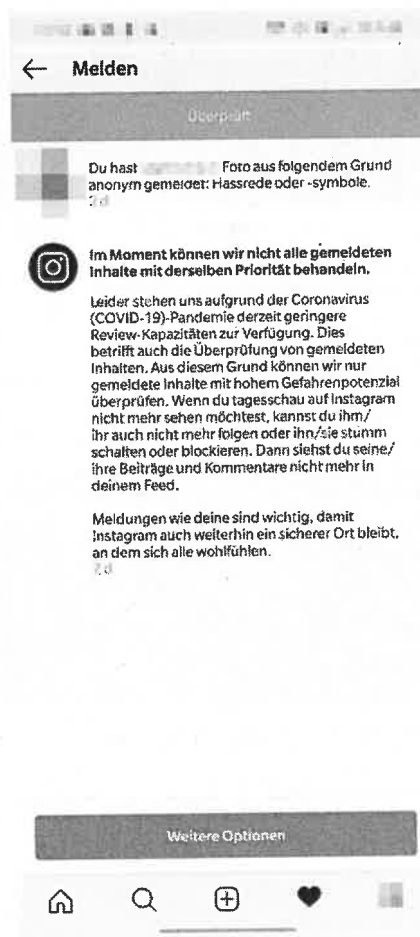 Melden
Überprüft
Du hast Foto aus folgendem Grund
anonym gemeldet: Hassrede oder -symbole.
2 d
Im Moment können wir nicht alle gemeldeten
Inhalte mit derselben Priorität behandeln.
Leider stehen uns aufgrund der Coronavirus
(COVID-19)-Pandemie derzeit geringere
Review-Kapazitäten zur Verfügung. Dies
betrifft auch die Überprüfung von gemeldeten
Inhalten. Aus diesem Grund können wir nur
gemeldete Inhalte mit hohem Gefahrenpotenzial
überprüfen. Wenn du tagesschau auf Instagram
nicht mehr sehen möchtest, kannst du ihm/
ihr auch nicht mehr folgen oder ihn/sie stumm
schalten oder blockieren. Dann siehst du seine/
ihre Beiträge und Kommentare nicht mehr in
deinem Feed.
Meldungen wie deine sind wichtig, damit
Instagram auch weiterhin ein sicherer Ort bleibt,
an dem sich alle wohlfühlen.
2 d
Weitere Optionen